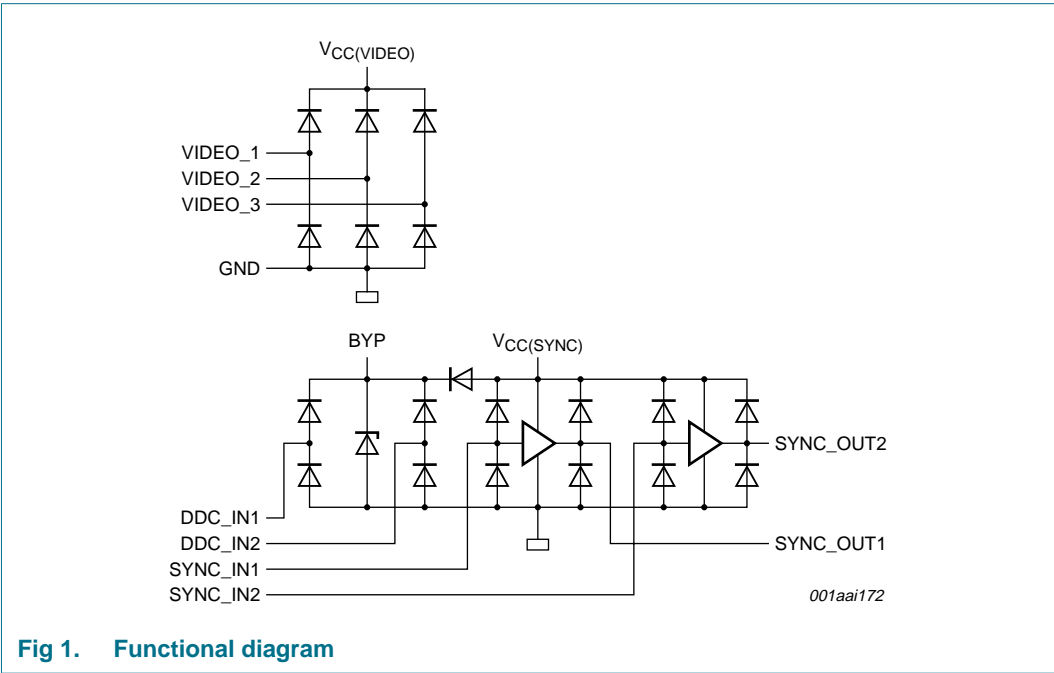 VCC(VIDEO)
VIDEO_1
VIDEO_2
VIDEO_3
GND
BYP
VCC(SYNC)
SYNC_OUT2
DDC_IN1
DDC_IN2
SYNC_OUT1
SYNC_IN1
SYNC_IN2
001aai172
Fig 1. Functional diagram